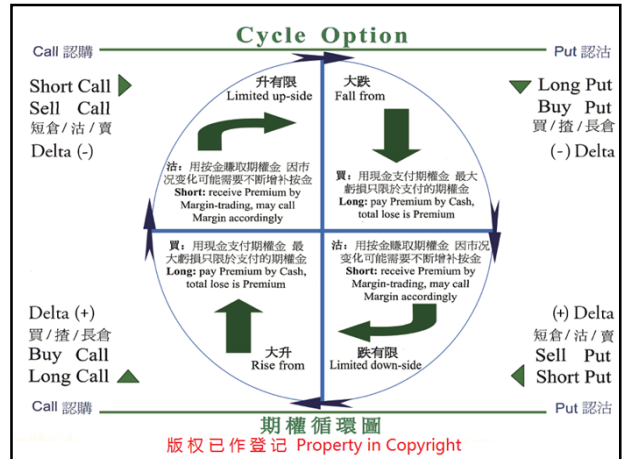 Cycle Option
Call 認購
Put 認沽
Short Call
Sell Call
短倉/沽/賣
Delta (-)
升有限
Limited up-side
大跌
Fall from
Long Put
Buy Put
買/揸/長倉
(-) Delta
沽: 用按金賺取期權金 因市
况变化可能需要不断增补按金
Short: receive Premium by
Margin-trading, may call
Margin accordingly
買: 用現金支付期權金 最大
虧損只限於支付的期權金
Long: pay Premium by Cash,
total lose is Premium
買: 用現金支付期權金 最
大虧損只限於支付的期權金
Long: pay Premium by Cash,
total lose is Premium
沽: 用按金賺取期權金 因市况
变化可能需要不断增补按金
Short: receive Premium by
Margin-trading, may call
Margin accordingly
Delta (+)
買/揸/長倉
Buy Call
Long Call
大升
Rise from
跌有限
Limited down-side
(+) Delta
短倉/沽/賣
Sell Put
Short Put
Call 認購
Put 認沽
期權循環圖
版权已作登记 Property in Copyright